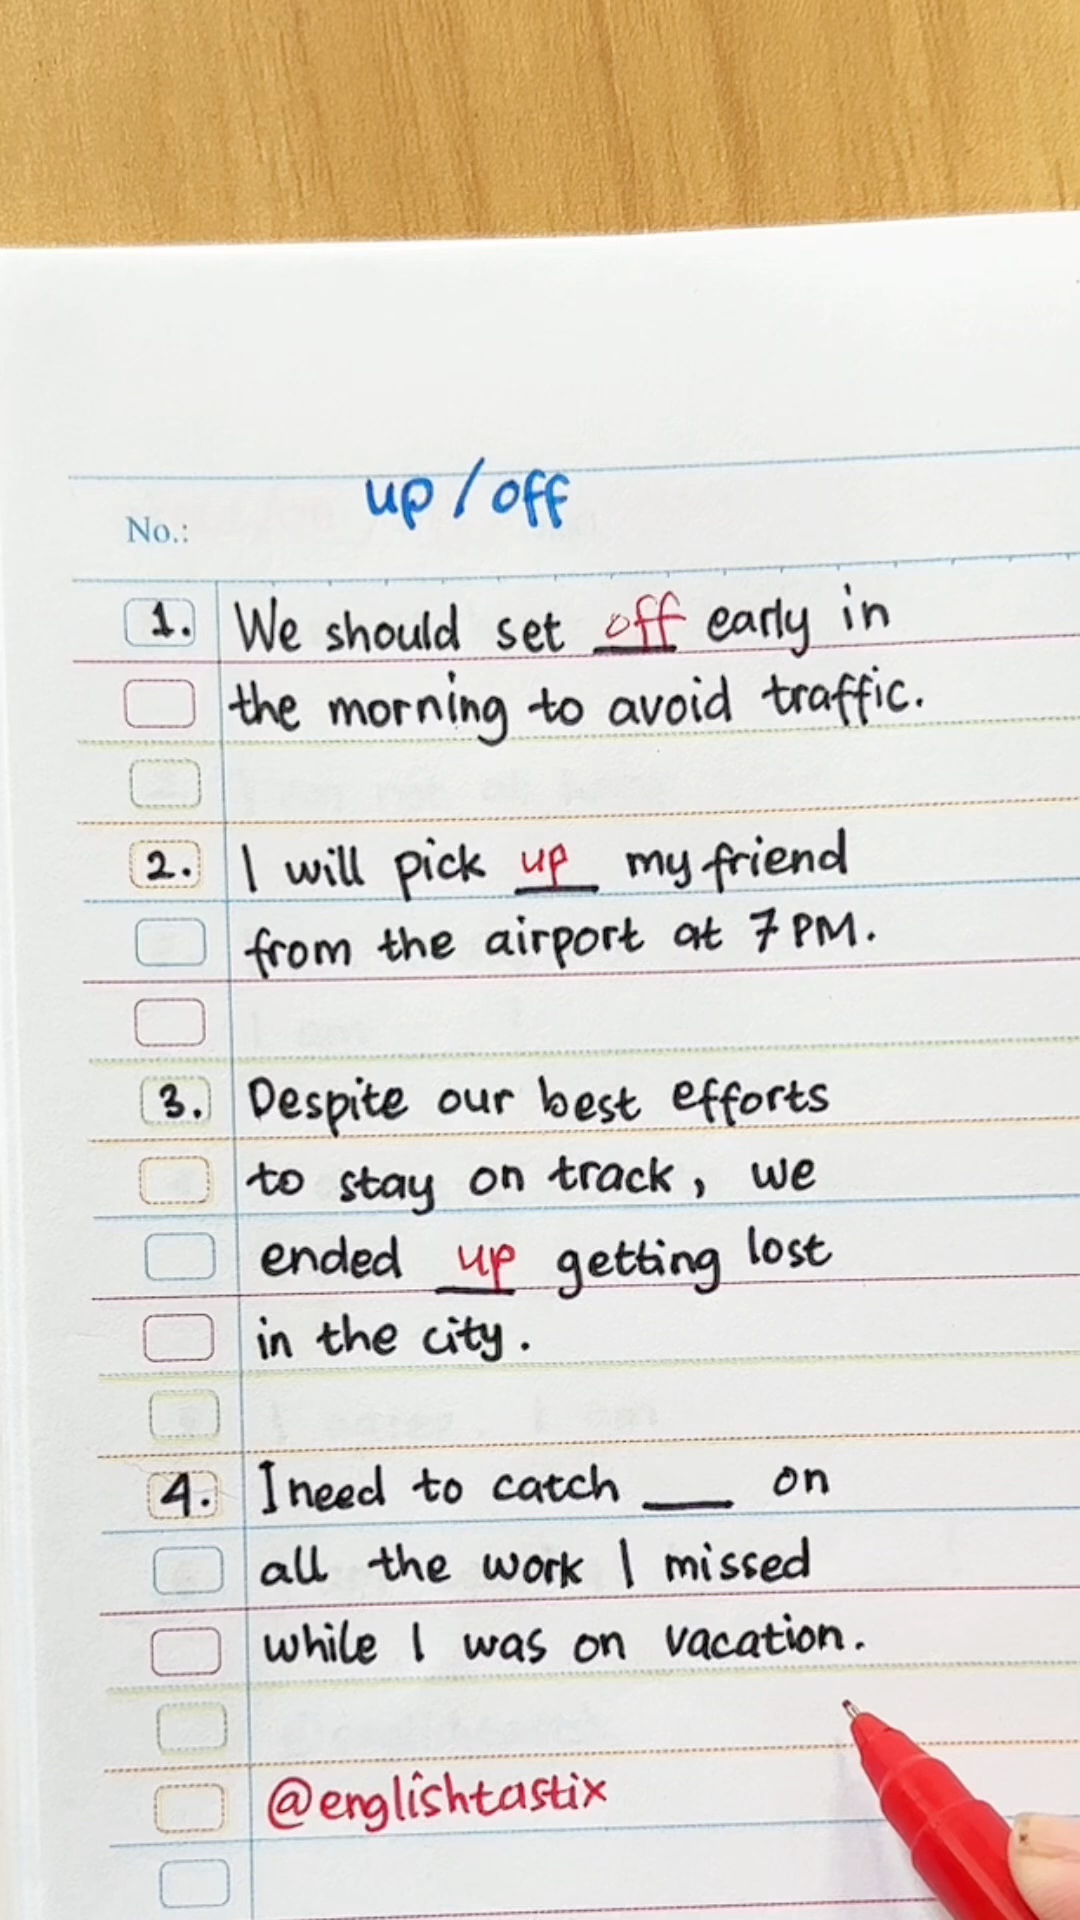 up / off
No.:
1. We should set off early in
the morning to avoid traffic.
2. I will pick up my friend
from the airport at 7 PM.
3. Despite our best efforts
to stay on track, we
ended up getting lost
in the city.
4. I need to catch ___ on
all the work I missed
while I was on vacation.
@englishtastix